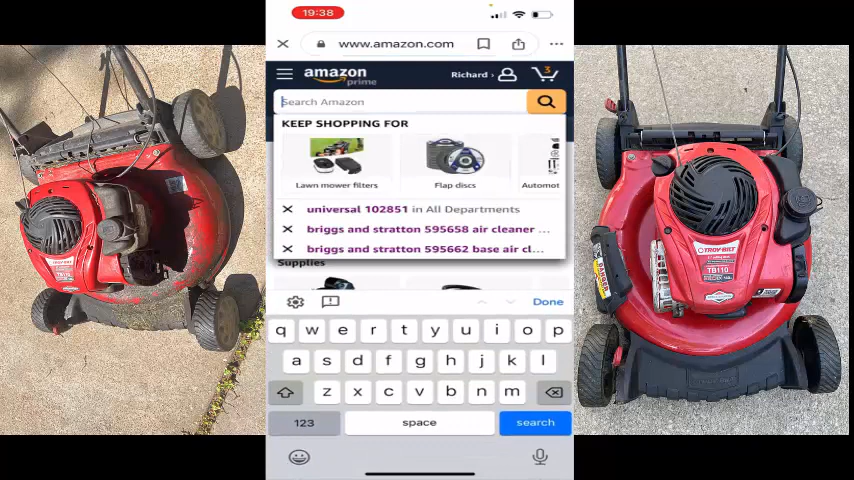 19:38
www.amazon.com
amazon
prime
Richard ›
3
Search Amazon
KEEP SHOPPING FOR
Lawn mower filters
Flap discs
Automot
universal 102851 in All Departments
briggs and stratton 595658 air cleaner ...
briggs and stratton 595662 base air cl...
Supplies
Done
q w e r t y u i o p
a s d f g h j k l
z x c v b n m
123
space
search
DANGER
TROY-BILT
TB110